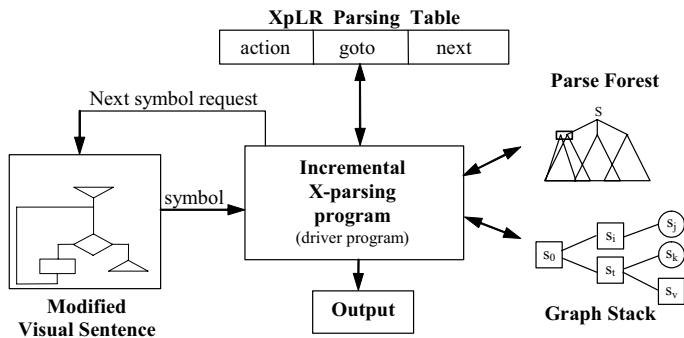 XpLR Parsing Table
action goto next
Next symbol request
Parse Forest
S
Incremental
X-parsing
program
(driver program)
symbol
s0
si
st
sj
sk
sv
Output
Modified
Visual Sentence
Graph Stack